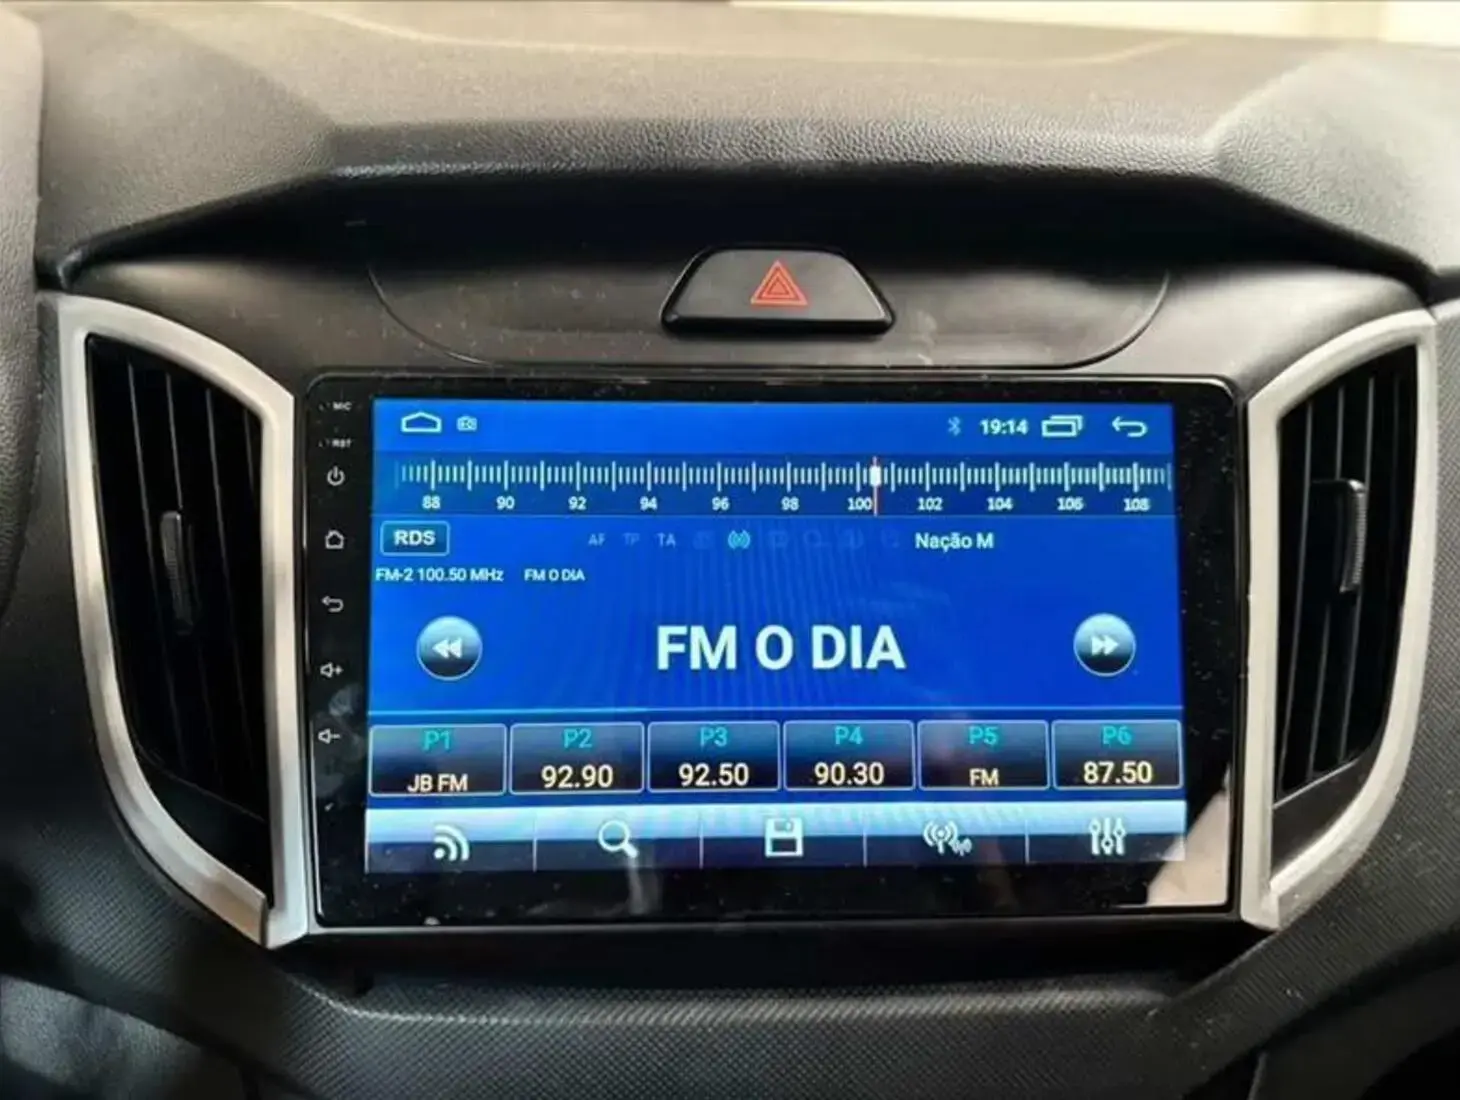 MIC
19:14
RST
88 90 92 94 96 98 100 102 104 106 108
RDS AF TP TA Nação M
FM-2 100.50 MHz FM O DIA
FM O DIA
P1 P2 P3 P4 P5 P6
JB FM 92.90 92.50 90.30 FM 87.50